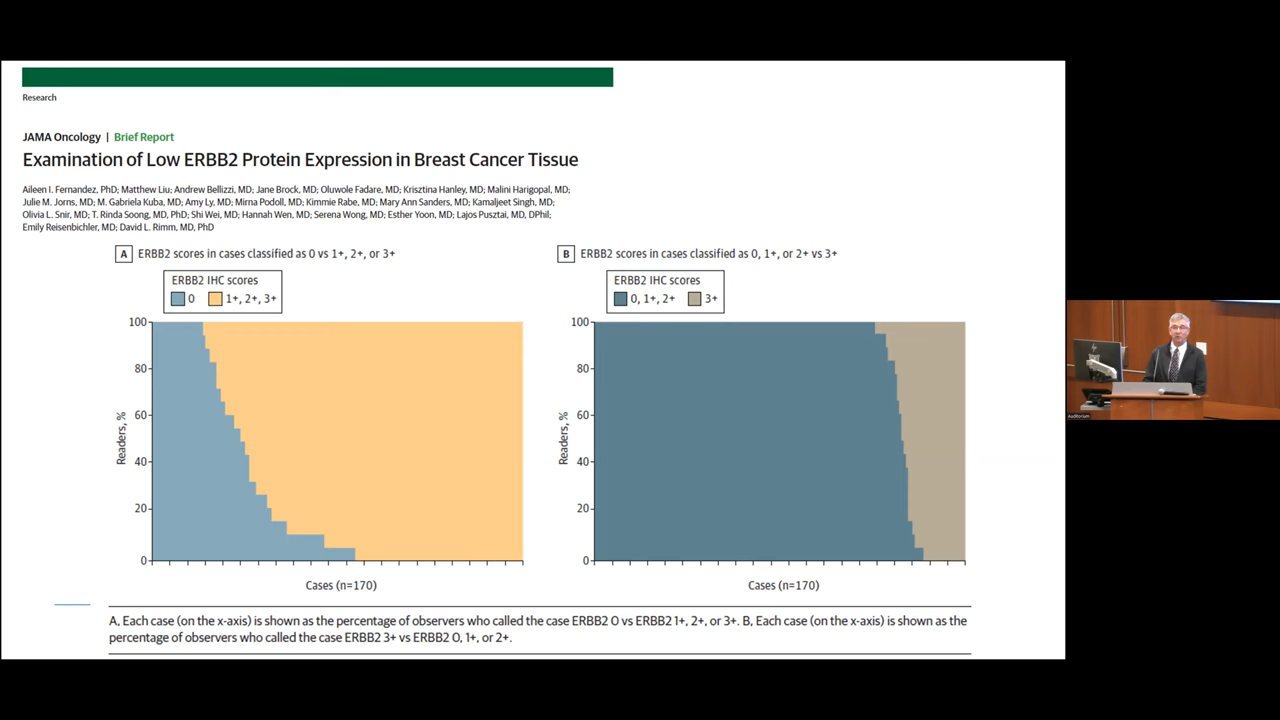 Research
JAMA Oncology | Brief Report
Examination of Low ERBB2 Protein Expression in Breast Cancer Tissue
Aileen I. Fernandez, PhD; Matthew Liu; Andrew Bellizzi, MD; Jane Brock, MD; Oluwole Fadare, MD; Krisztina Hanley, MD; Malini Harigopal, MD;
Julie M. Jorns, MD; M. Gabriela Kuba, MD; Amy Ly, MD; Mirna Podoll, MD; Kimmie Rabe, MD; Mary Ann Sanders, MD; Kamaljeet Singh, MD;
Olivia L. Snir, MD; T. Rinda Soong, MD, PhD; Shi Wei, MD; Hannah Wen, MD; Serena Wong, MD; Esther Yoon, MD; Lajos Pusztai, MD, DPhil;
Emily Reisenbichler, MD; David L. Rimm, MD, PhD
A ERBB2 scores in cases classified as 0 vs 1+, 2+, or 3+
ERBB2 IHC scores
0 1+, 2+, 3+
100
80
60
40
20
0
Readers, %
Cases (n=170)
B ERBB2 scores in cases classified as 0, 1+, or 2+ vs 3+
ERBB2 IHC scores
0, 1+, 2+ 3+
100
80
60
40
20
0
Readers, %
Cases (n=170)
A, Each case (on the x-axis) is shown as the percentage of observers who called the case ERBB2 0 vs ERBB2 1+, 2+, or 3+. B, Each case (on the x-axis) is shown as the
percentage of observers who called the case ERBB2 3+ vs ERBB2 0, 1+, or 2+.
Auditorium